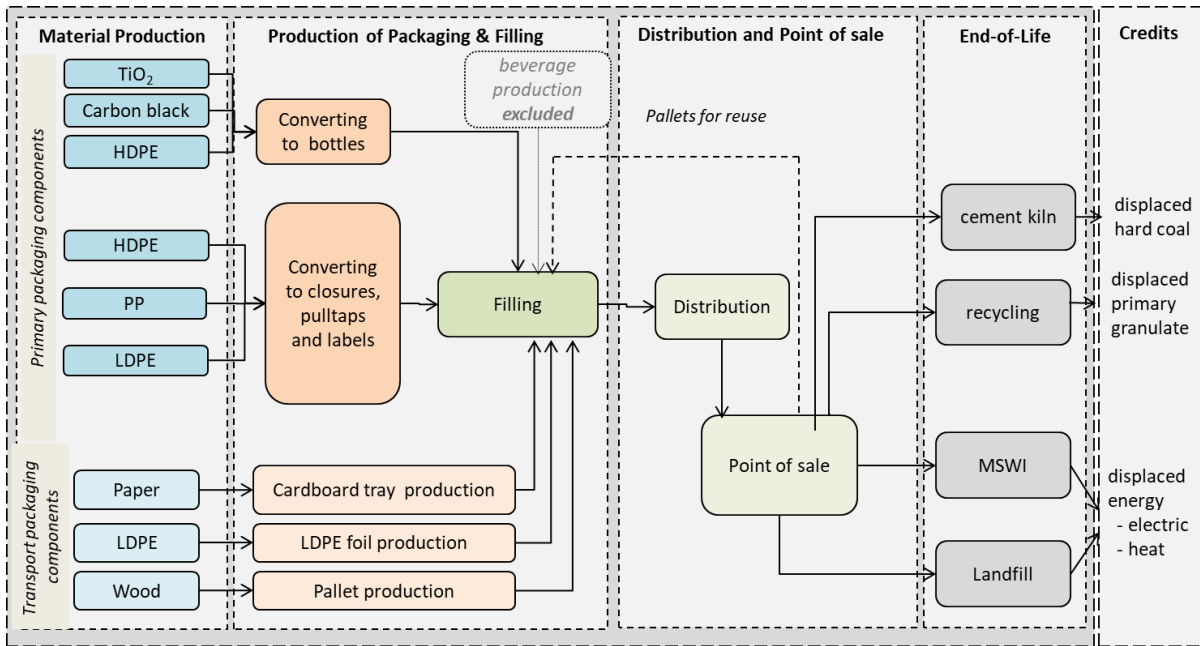 Material Production
Production of Packaging & Filling
Distribution and Point of sale
End-of-Life
Credits
Primary packaging components
TiO₂
Carbon black
HDPE
HDPE
PP
LDPE
Transport packaging
components
Paper
LDPE
Wood
Converting
to bottles
beverage
production
excluded
Converting
to closures,
pulltaps
and labels
Filling
Cardboard tray production
LDPE foil production
Pallet production
Pallets for reuse
Distribution
Point of sale
cement kiln
recycling
MSWI
Landfill
displaced
hard coal
displaced
primary
granulate
displaced
energy
- electric
- heat